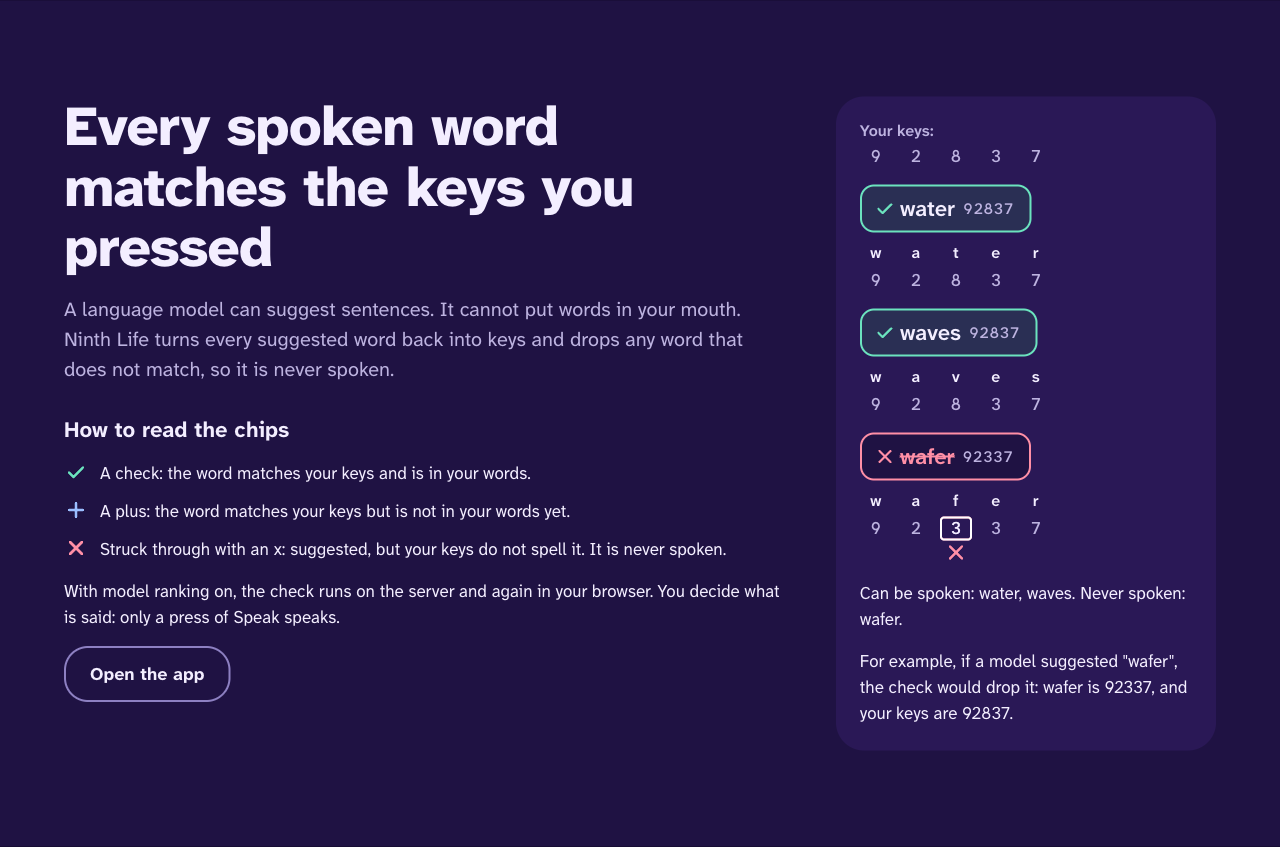 Every spoken word
matches the keys you
pressed
A language model can suggest sentences. It cannot put words in your mouth.
Ninth Life turns every suggested word back into keys and drops any word that
does not match, so it is never spoken.
How to read the chips
A check: the word matches your keys and is in your words.
A plus: the word matches your keys but is not in your words yet.
Struck through with an x: suggested, but your keys do not spell it. It is never spoken.
With model ranking on, the check runs on the server and again in your browser. You decide what
is said: only a press of Speak speaks.
Open the app
Your keys:
9 2 8 3 7
water 92837
w a t e r
9 2 8 3 7
waves 92837
w a v e s
9 2 8 3 7
wafer 92337
w a f e r
9 2 3 3 7
Can be spoken: water, waves. Never spoken:
wafer.
For example, if a model suggested "wafer",
the check would drop it: wafer is 92337, and
your keys are 92837.